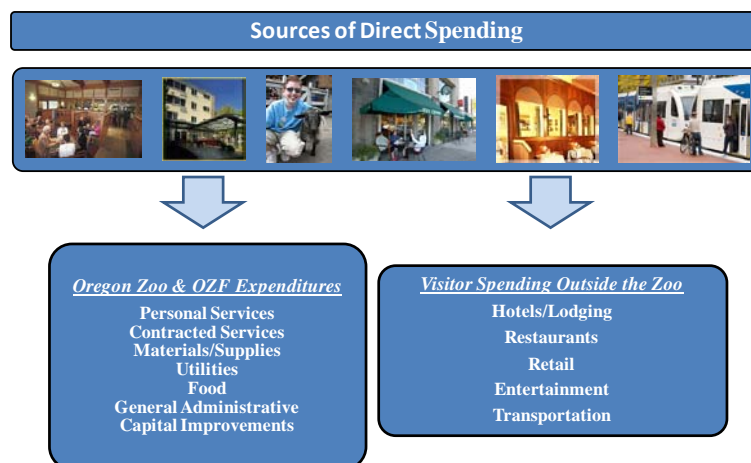 Sources of Direct Spending
Oregon Zoo & OZF Expenditures
Personal Services
Contracted Services
Materials/Supplies
Utilities
Food
General Administrative
Capital Improvements
Visitor Spending Outside the Zoo
Hotels/Lodging
Restaurants
Retail
Entertainment
Transportation